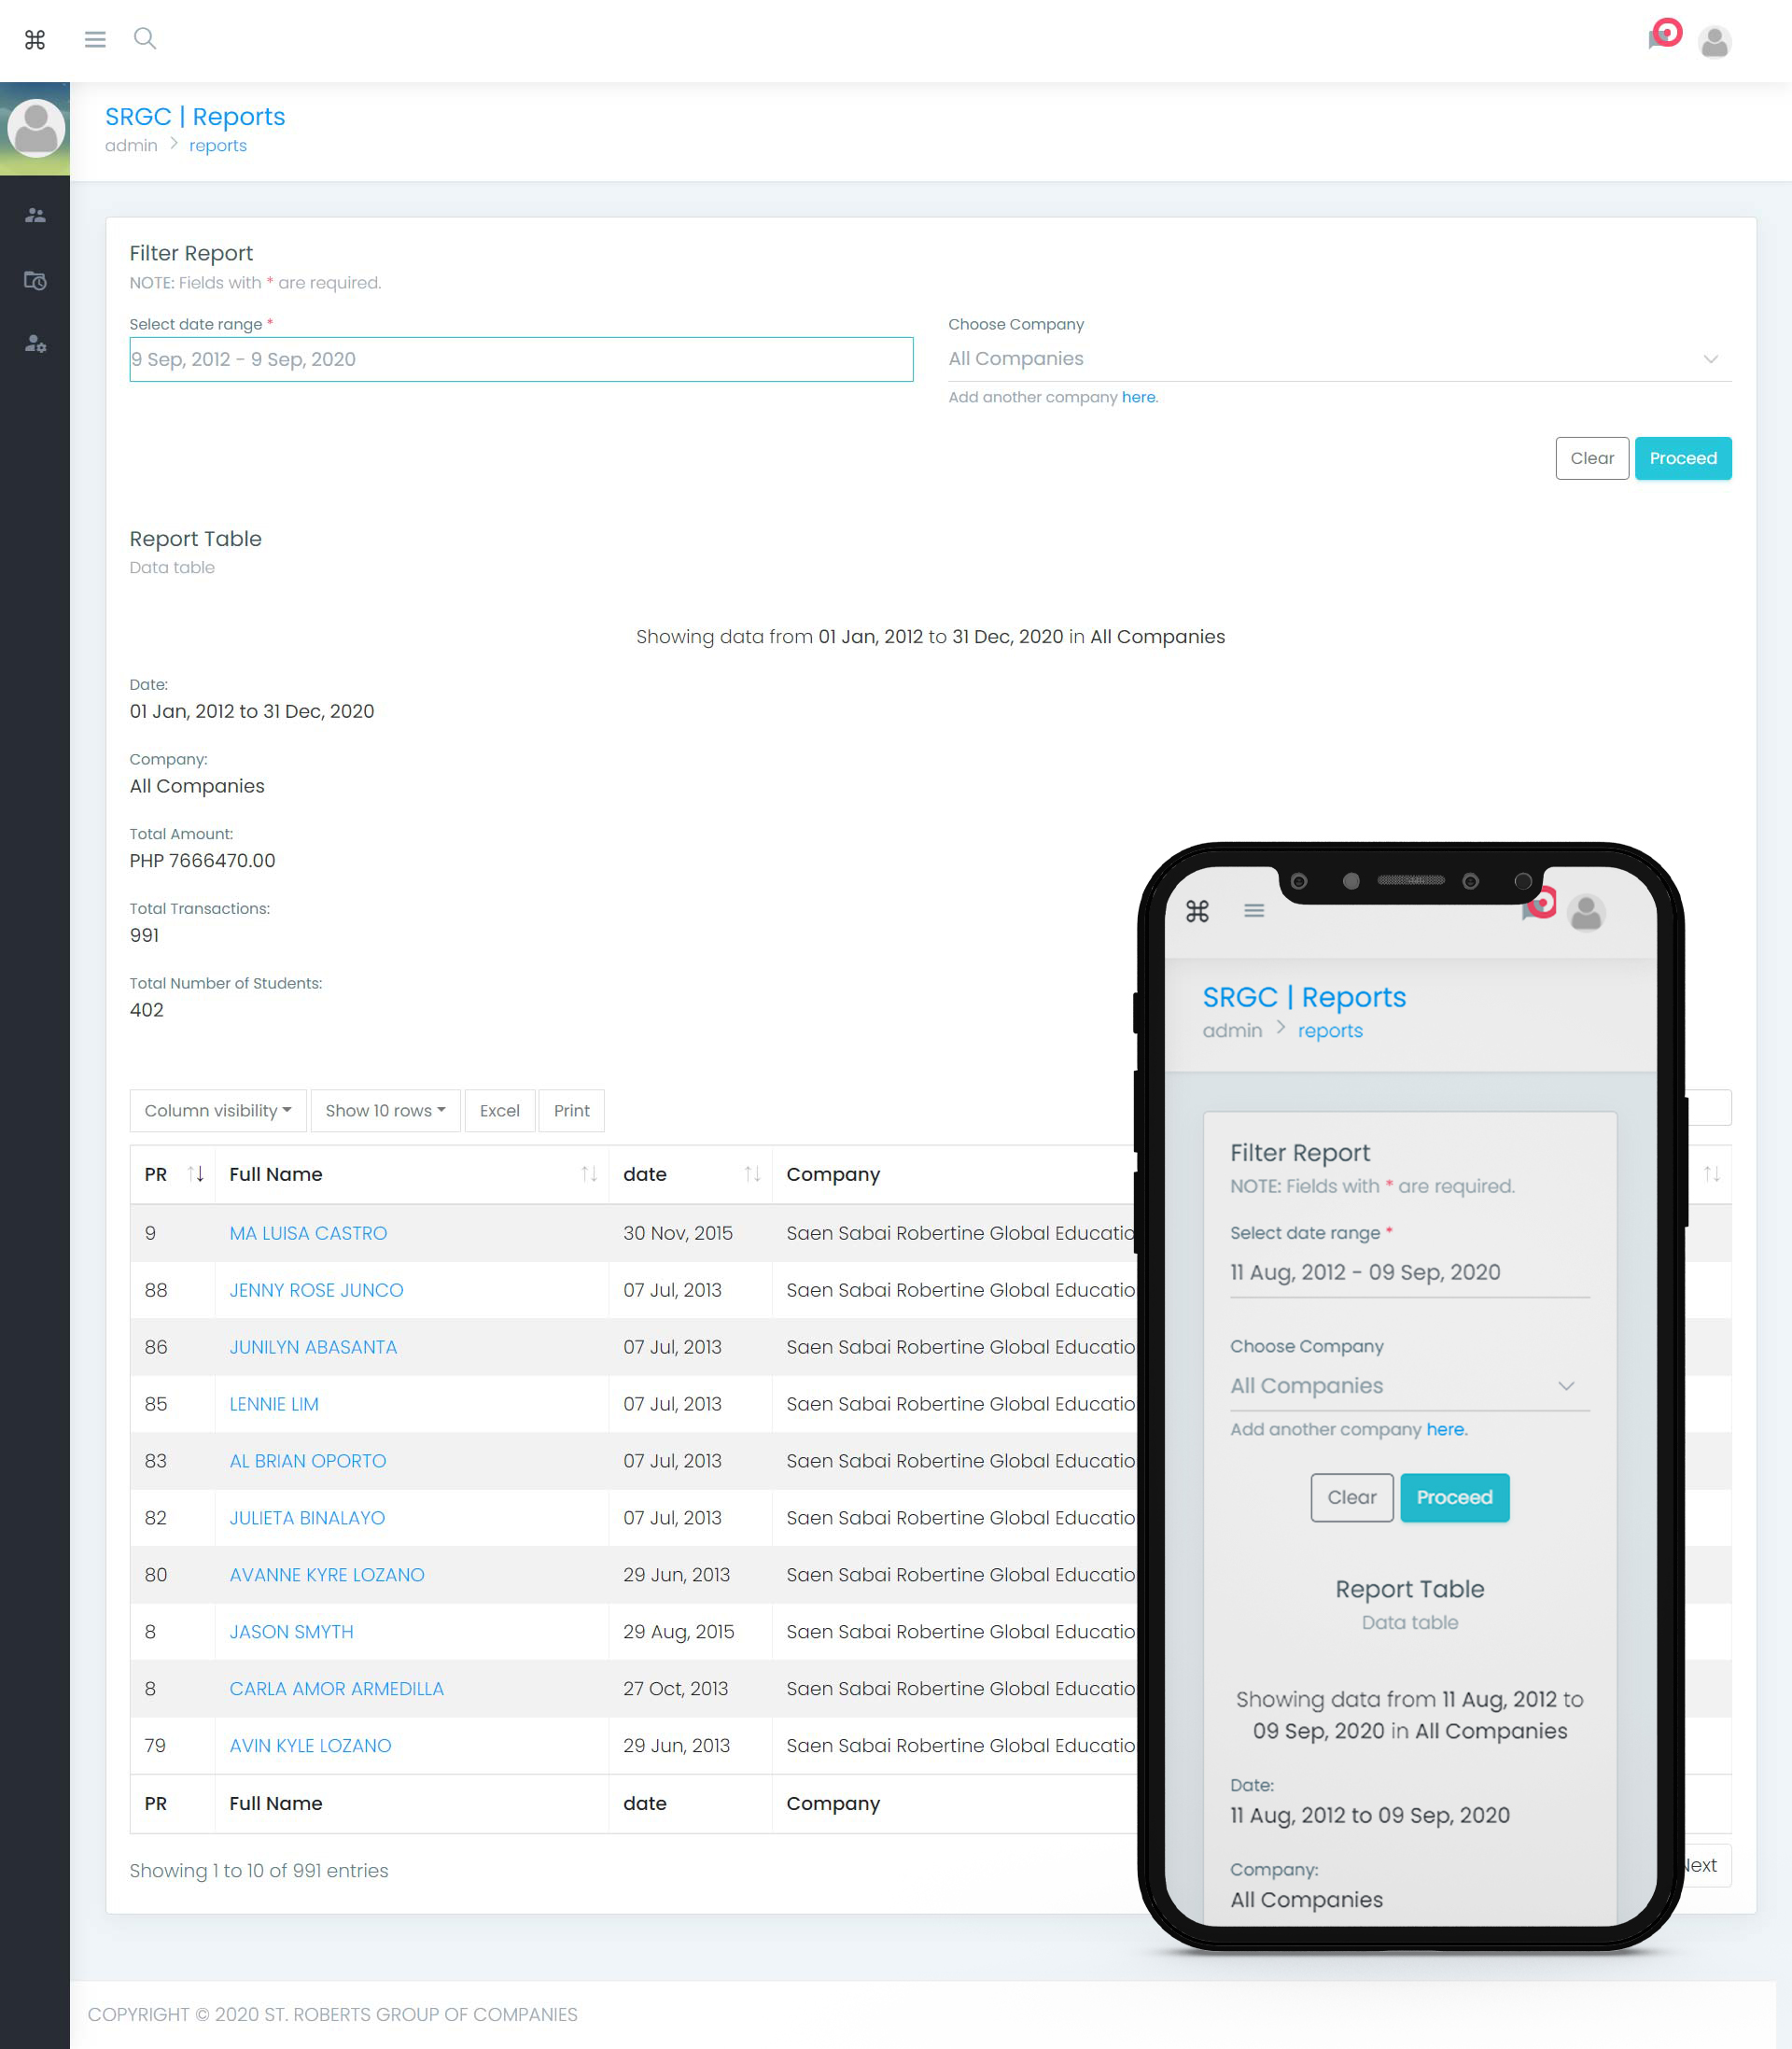 SRGC | Reports
admin > reports
Filter Report
NOTE: Fields with * are required.
Select date range *
9 Sep, 2012 - 9 Sep, 2020
Choose Company
All Companies
Add another company here.
Clear Proceed
Report Table
Data table
Showing data from 01 Jan, 2012 to 31 Dec, 2020 in All Companies
Date:
01 Jan, 2012 to 31 Dec, 2020
Company:
All Companies
Total Amount:
PHP 7666470.00
Total Transactions:
991
Total Number of Students:
402
Column visibility Show 10 rows Excel Print
PR Full Name date Company
9 MA LUISA CASTRO 30 Nov, 2015 Saen Sabai Robertine Global Educatio
88 JENNY ROSE JUNCO 07 Jul, 2013 Saen Sabai Robertine Global Educatio
86 JUNILYN ABASANTA 07 Jul, 2013 Saen Sabai Robertine Global Educatio
85 LENNIE LIM 07 Jul, 2013 Saen Sabai Robertine Global Educatio
83 AL BRIAN OPORTO 07 Jul, 2013 Saen Sabai Robertine Global Educatio
82 JULIETA BINALAYO 07 Jul, 2013 Saen Sabai Robertine Global Educatio
80 AVANNE KYRE LOZANO 29 Jun, 2013 Saen Sabai Robertine Global Educatio
8 JASON SMYTH 29 Aug, 2015 Saen Sabai Robertine Global Educatio
8 CARLA AMOR ARMEDILLA 27 Oct, 2013 Saen Sabai Robertine Global Educatio
79 AVIN KYLE LOZANO 29 Jun, 2013 Saen Sabai Robertine Global Educatio
PR Full Name date Company
Showing 1 to 10 of 991 entries
Next
COPYRIGHT © 2020 ST. ROBERTS GROUP OF COMPANIES
SRGC | Reports
admin > reports
Filter Report
NOTE: Fields with * are required.
Select date range *
11 Aug, 2012 - 09 Sep, 2020
Choose Company
All Companies
Add another company here.
Clear Proceed
Report Table
Data table
Showing data from 11 Aug, 2012 to
09 Sep, 2020 in All Companies
Date:
11 Aug, 2012 to 09 Sep, 2020
Company:
All Companies